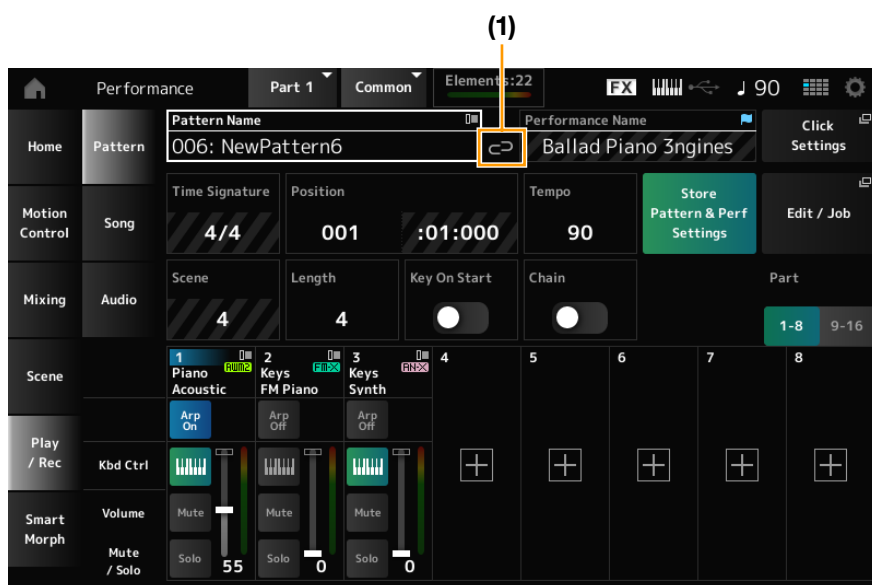 (1)
Performance
Part 1
Common
Elements:22
FX
90
Home
Pattern
Pattern Name
006: NewPattern6
Performance Name
Ballad Piano 3ngines
Click
Settings
Motion
Control
Song
Time Signature
4/4
Position
001
:01:000
Tempo
90
Store
Pattern & Perf
Settings
Edit / Job
Mixing
Audio
Scene
4
Length
4
Key On Start
Chain
Part
1-8
9-16
Scene
1
Piano
Acoustic
AWM2
2
Keys
FM Piano
FM-X
3
Keys
Synth
AN-X
4
5
6
7
8
Arp
On
Arp
Off
Arp
Off
Play
/ Rec
Kbd Ctrl
Smart
Morph
Volume
Mute
Mute
Mute
Mute
/ Solo
Solo
55
Solo
0
Solo
0